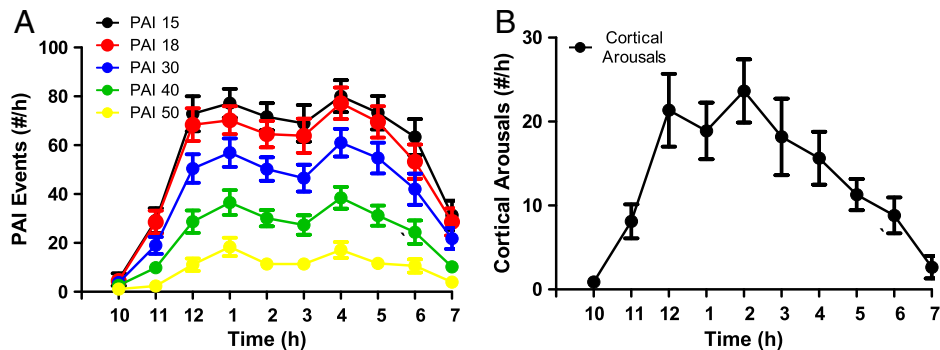 A
PAI 15
PAI 18
PAI 30
PAI 40
PAI 50
PAI Events (#/h)
100
80
60
40
20
0
10 11 12 1 2 3 4 5 6 7
Time (h)
B
Cortical
Arousals
Cortical Arousals (#/h)
30
20
10
0
10 11 12 1 2 3 4 5 6 7
Time (h)